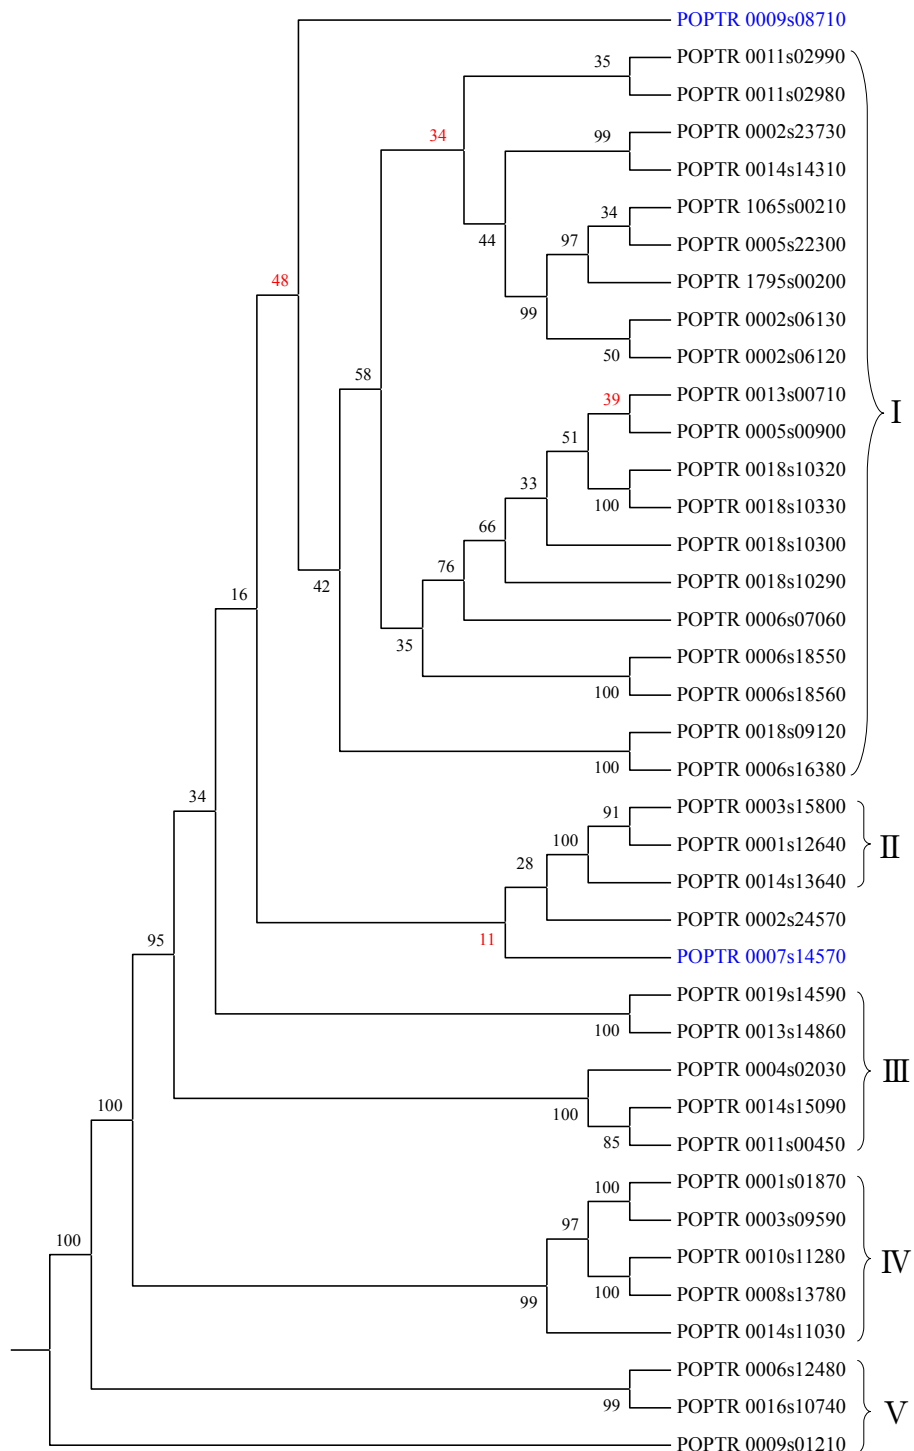 POPTR 0009s08710
35
POPTR 0011s02990
POPTR 0011s02980
34
99
POPTR 0002s23730
POPTR 0014s14310
34
POPTR 1065s00210
44
97
POPTR 0005s22300
48
POPTR 1795s00200
99
POPTR 0002s06130
50
POPTR 0002s06120
58
39
POPTR 0013s00710
I
51
POPTR 0005s00900
33
POPTR 0018s10320
100
POPTR 0018s10330
66
POPTR 0018s10300
76
42
POPTR 0018s10290
16
POPTR 0006s07060
35
POPTR 0006s18550
100
POPTR 0006s18560
POPTR 0018s09120
100
POPTR 0006s16380
34
91
POPTR 0003s15800
100
POPTR 0001s12640
II
28
POPTR 0014s13640
POPTR 0002s24570
95
11
POPTR 0007s14570
POPTR 0019s14590
100
POPTR 0013s14860
POPTR 0004s02030
III
100
100
POPTR 0014s15090
85
POPTR 0011s00450
100
POPTR 0001s01870
97
POPTR 0003s09590
100
POPTR 0010s11280
IV
100
POPTR 0008s13780
99
POPTR 0014s11030
POPTR 0006s12480
99
POPTR 0016s10740
V
POPTR 0009s01210